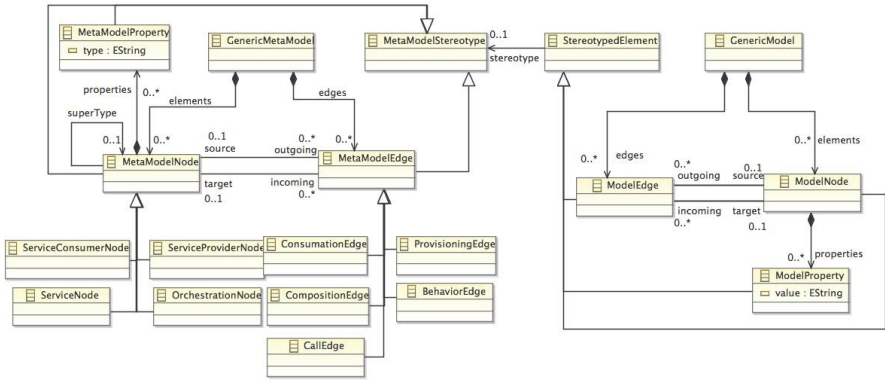 MetaModelProperty
type : EString
GenericMetaModel
MetaModelStereotype
0..1
stereotype
StereotypedElement
GenericModel
properties
0..*
elements
edges
superType
0..1
0..*
0..1
source
0..*
outgoing
0..*
MetaModelNode
MetaModelEdge
target
0..1
incoming
0..*
0..*
edges
0..*
elements
0..*
outgoing
0..1
source
ModelEdge
ModelNode
incoming
0..*
target
0..1
properties
0..*
ModelProperty
value : EString
ServiceConsumerNode
ServiceProviderNode
ConsumationEdge
ProvisioningEdge
ServiceNode
OrchestrationNode
CompositionEdge
BehaviorEdge
CallEdge